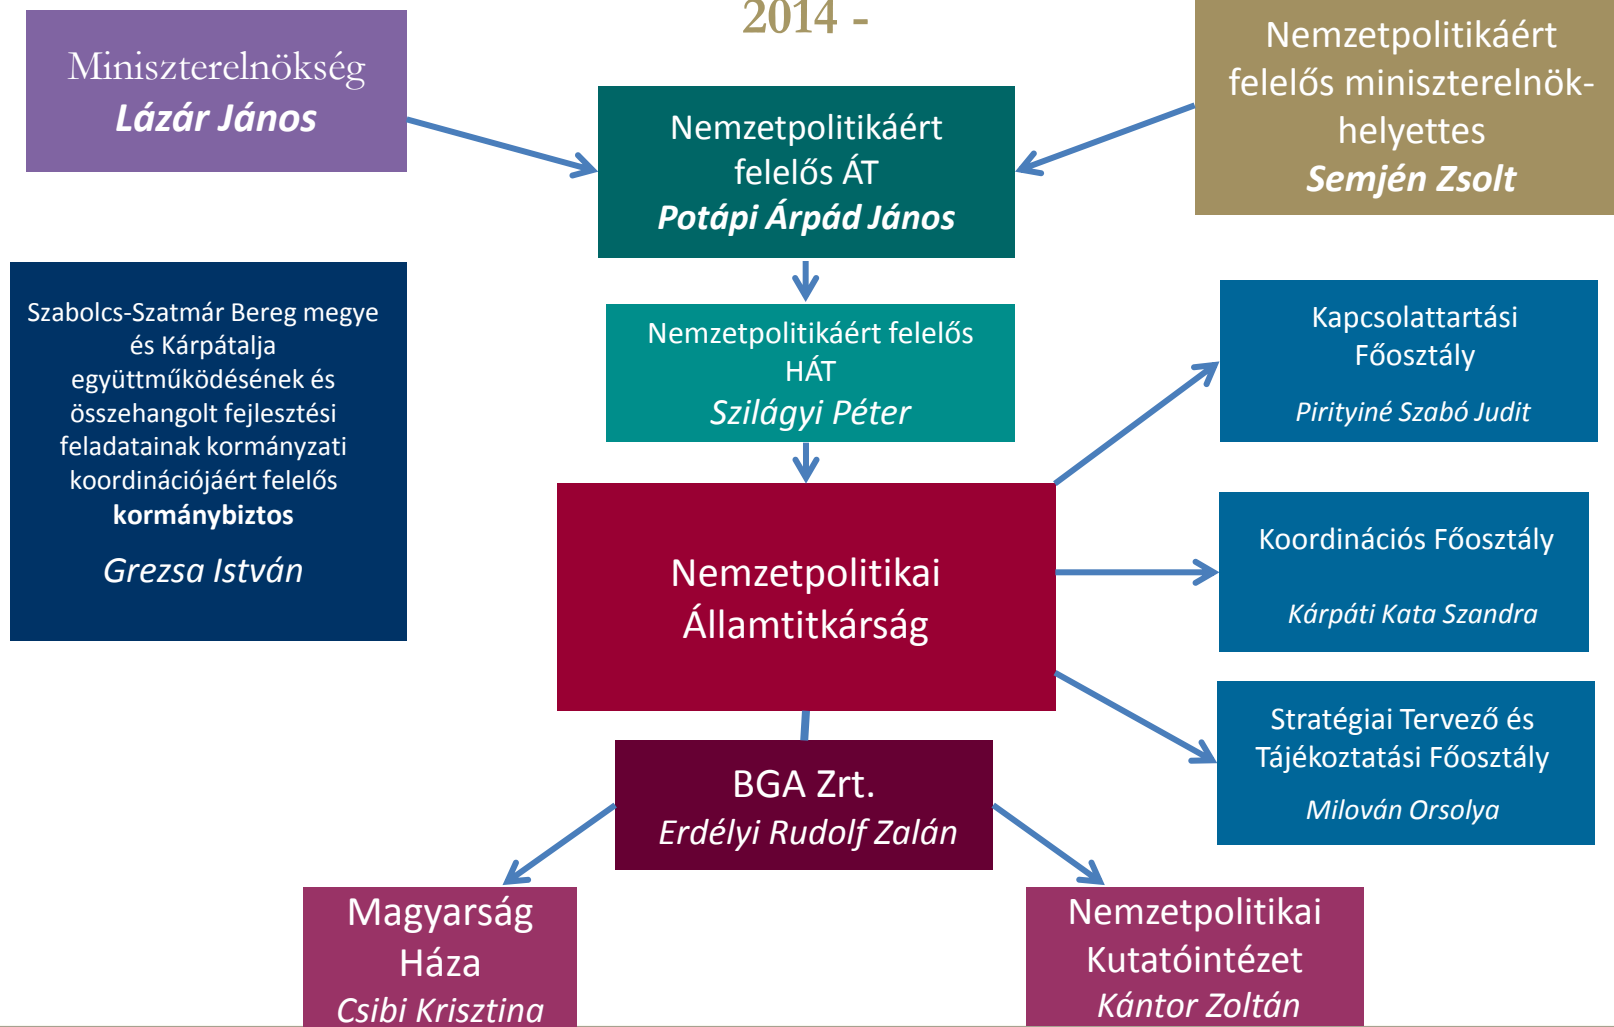 2014 -
Miniszterelnökség
Lázár János
Nemzetpolitikáért
felelős ÁT
Potápi Árpád János
Nemzetpolitikáért
felelős miniszterelnök-
helyettes
Semjén Zsolt
Szabolcs-Szatmár Bereg megye
és Kárpátalja
együttműködésének és
összehangolt fejlesztési
feladatainak kormányzati
koordinációjáért felelős
kormánybiztos
Grezsa István
Nemzetpolitikáért felelős
HÁT
Szilágyi Péter
Kapcsolattartási
Főosztály
Pirityiné Szabó Judit
Nemzetpolitikai
Államtitkárság
Koordinációs Főosztály
Kárpáti Kata Szandra
Stratégiai Tervező és
Tájékoztatási Főosztály
Milován Orsolya
BGA Zrt.
Erdélyi Rudolf Zalán
Magyarság
Háza
Csibi Krisztina
Nemzetpolitikai
Kutatóintézet
Kántor Zoltán